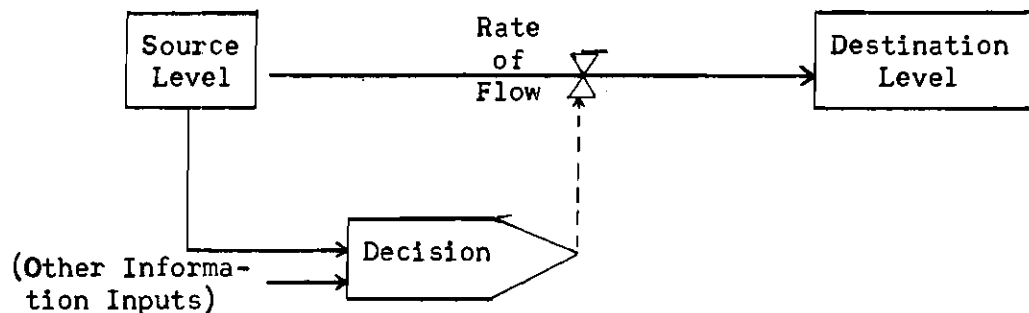 Source
Level
Rate
of
Flow
Destination
Level
Decision
(Other Informa-
tion Inputs)